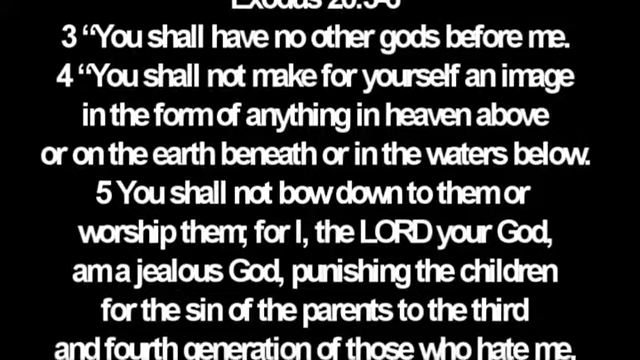 Exodus 20:3-6
3 “You shall have no other gods before me.
4 “You shall not make for yourself an image
in the form of anything in heaven above
or on the earth beneath or in the waters below.
5 You shall not bow down to them or
worship them; for I, the LORD your God,
am a jealous God, punishing the children
for the sin of the parents to the third
and fourth generation of those who hate me,